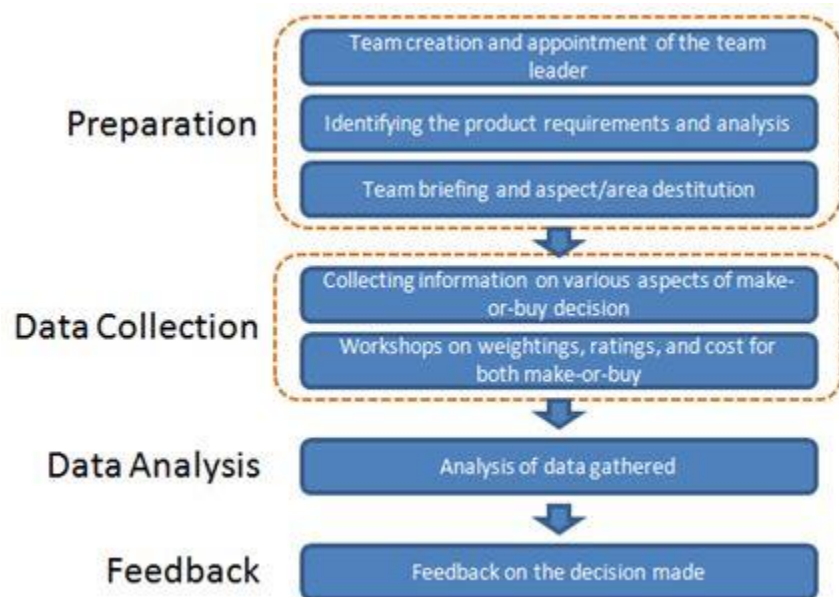 Preparation
Team creation and appointment of the team
leader
Identifying the product requirements and analysis
Team briefing and aspect/area destitution
Data Collection
Collecting information on various aspects of make-
or-buy decision
Workshops on weightings, ratings, and cost for
both make-or-buy
Data Analysis
Analysis of data gathered
Feedback
Feedback on the decision made